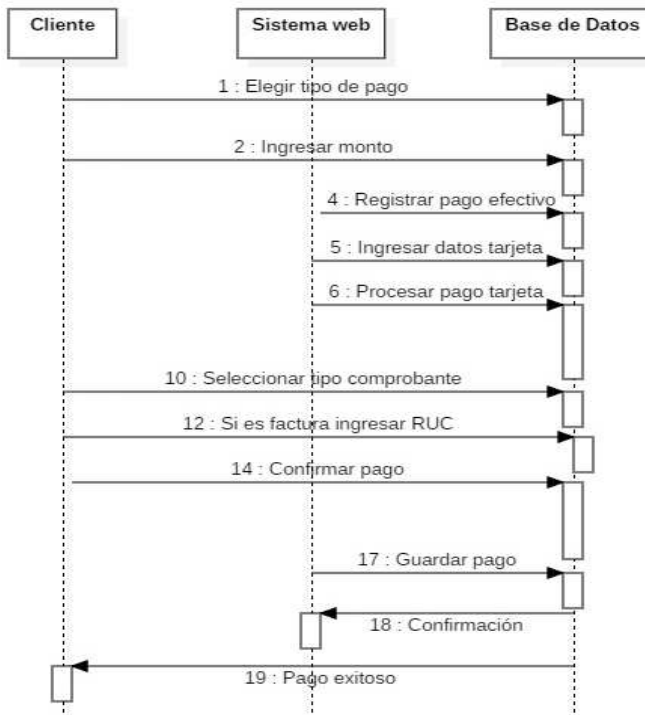 Cliente
Sistema web
Base de Datos
1 : Elegir tipo de pago
2 : Ingresar monto
4 : Registrar pago efectivo
5 : Ingresar datos tarjeta
6 : Procesar pago tarjeta
10 : Seleccionar tipo comprobante
12 : Si es factura ingresar RUC
14 : Confirmar pago
17 : Guardar pago
18 : Confirmación
19 : Pago exitoso